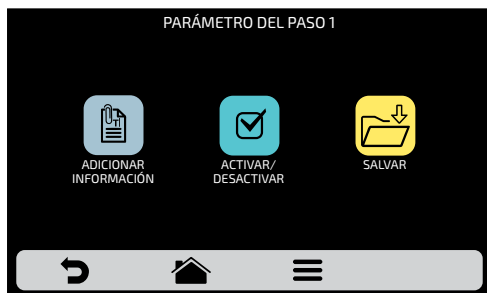 PARÁMETRO DEL PASO 1
ADICIONAR
INFORMACIÓN
ACTIVAR/
DESACTIVAR
SALVAR